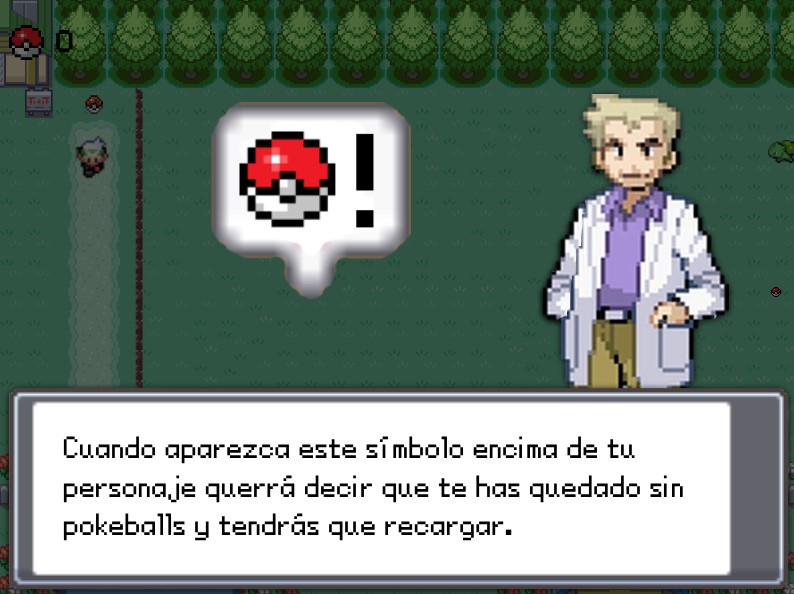 0
!
Cuando aparezca este símbolo encima de tu
personaje querrá decir que te has quedado sin
pokeballs y tendrás que recargar.